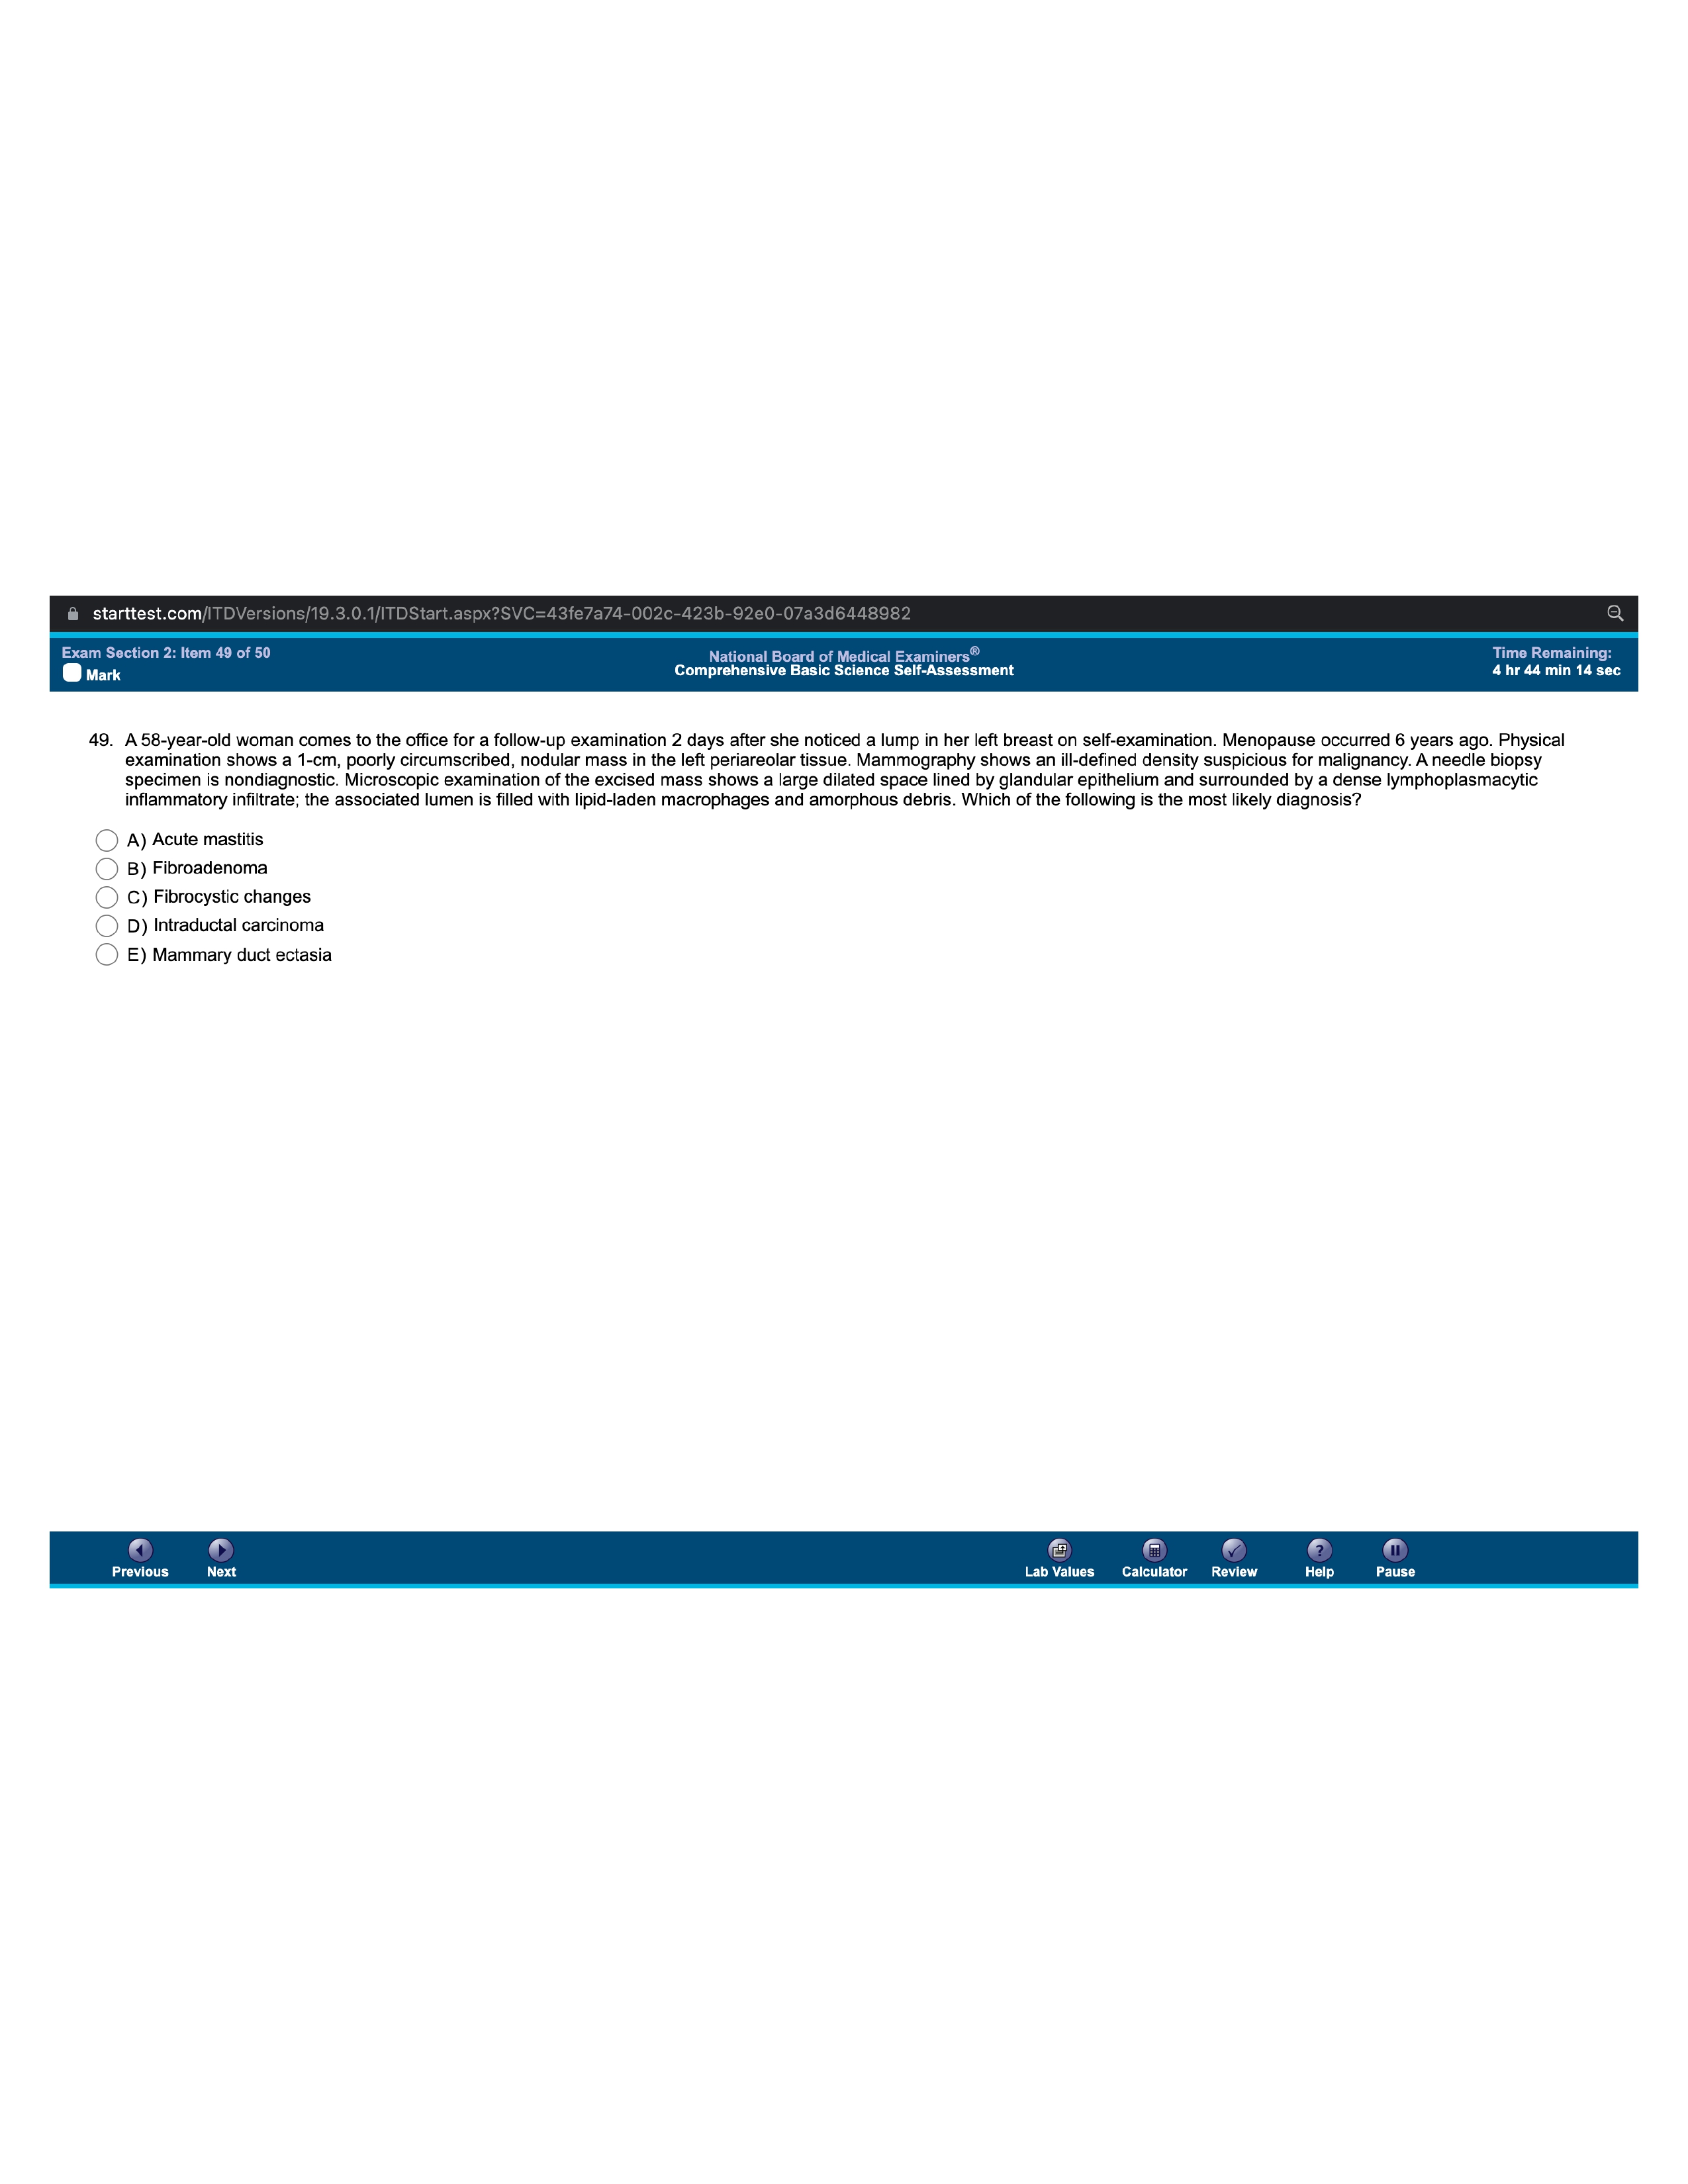 starttest.com/ITDVersions/19.3.0.1/ITDStart.aspx?SVC=43fe7a74-002c-423b-92e0-07a3d6448982
Exam Section 2: Item 49 of 50
Mark
National Board of Medical Examiners®
Comprehensive Basic Science Self-Assessment
Time Remaining:
4 hr 44 min 14 sec
49. A 58-year-old woman comes to the office for a follow-up examination 2 days after she noticed a lump in her left breast on self-examination. Menopause occurred 6 years ago. Physical
examination shows a 1-cm, poorly circumscribed, nodular mass in the left periareolar tissue. Mammography shows an ill-defined density suspicious for malignancy. A needle biopsy
specimen is nondiagnostic. Microscopic examination of the excised mass shows a large dilated space lined by glandular epithelium and surrounded by a dense lymphoplasmacytic
inflammatory infiltrate; the associated lumen is filled with lipid-laden macrophages and amorphous debris. Which of the following is the most likely diagnosis?
A) Acute mastitis
B) Fibroadenoma
C) Fibrocystic changes
D) Intraductal carcinoma
E) Mammary duct ectasia
Previous Next Lab Values Calculator Review Help Pause